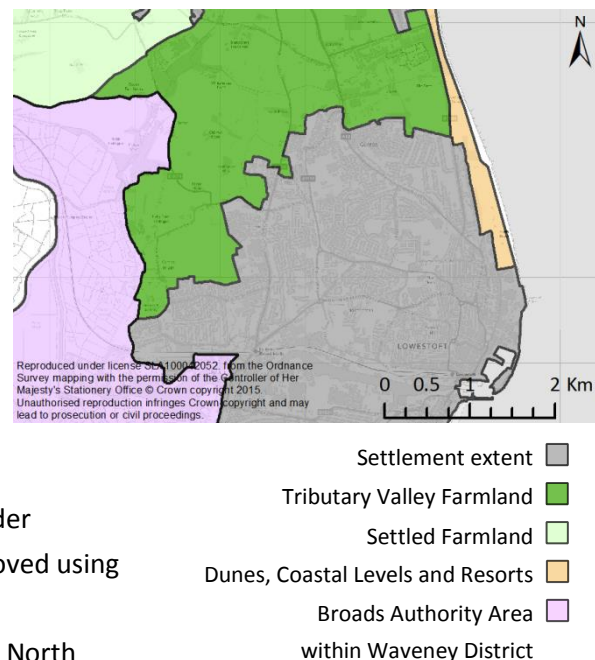 N
LOWESTOFT
Reproduced under license SLA100042052. from the Ordnance
Survey mapping with the permission of the Controller of Her
Majesty's Stationery Office © Crown copyright 2015.
Unauthorised reproduction infringes Crown copyright and may
lead to prosecution or civil proceedings.
0 0.5 1 2 Km
Settlement extent
Tributary Valley Farmland
Settled Farmland
Dunes, Coastal Levels and Resorts
Broads Authority Area
within Waveney District
der
oved using
North